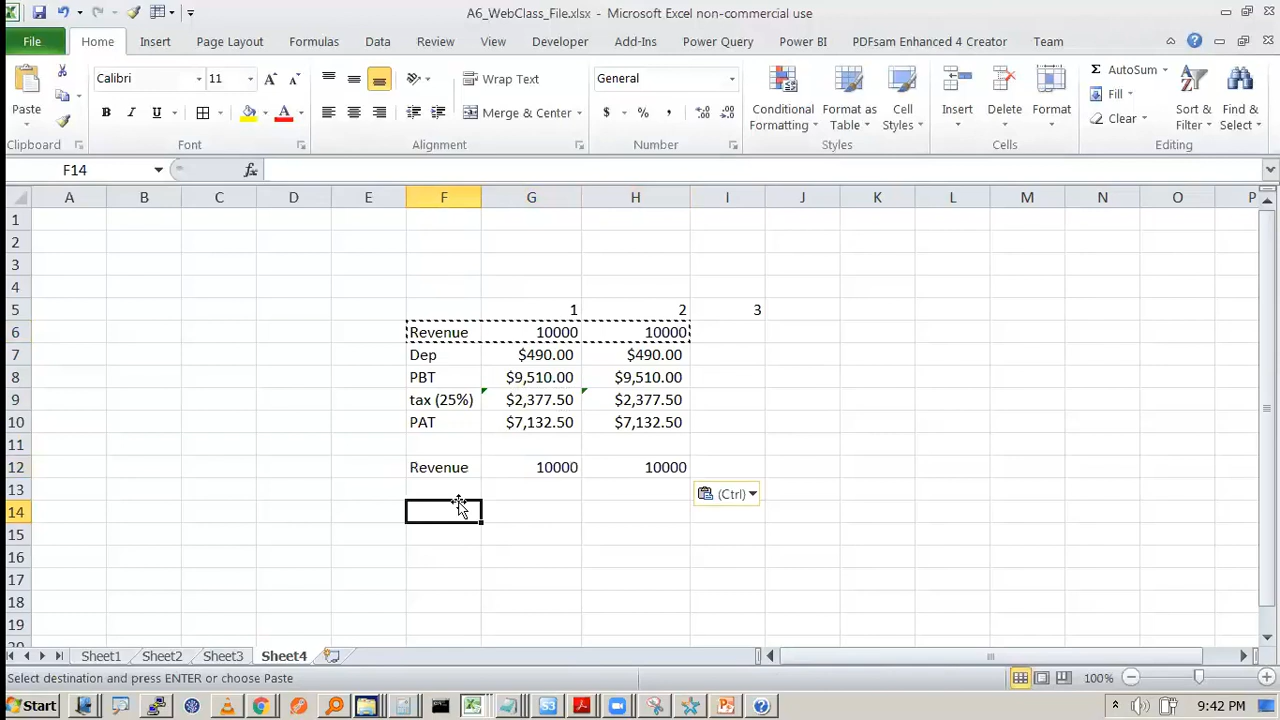 A6_WebClass_File.xlsx - Microsoft Excel non-commercial use
File Home Insert Page Layout Formulas Data Review View Developer Add-Ins Power Query Power BI PDFsam Enhanced 4 Creator Team
Calibri 11 Wrap Text General AutoSum
Paste Merge & Center $ % , Conditional Formatting Format as Table Cell Styles Insert Delete Format Fill Sort & Filter Find & Select
B I U A Clear
Clipboard Font Alignment Number Styles Cells Editing
F14 fx
A B C D E F G H I J K L M N O P
1
2
3
4
5 1 2 3
6 Revenue 10000 10000
7 Dep $490.00 $490.00
8 PBT $9,510.00 $9,510.00
9 tax (25%) $2,377.50 $2,377.50
10 PAT $7,132.50 $7,132.50
11
12 Revenue 10000 10000
13 (Ctrl)
14
15
16
17
18
19
20
Sheet1 Sheet2 Sheet3 Sheet4
Select destination and press ENTER or choose Paste 100%
Start 9:42 PM